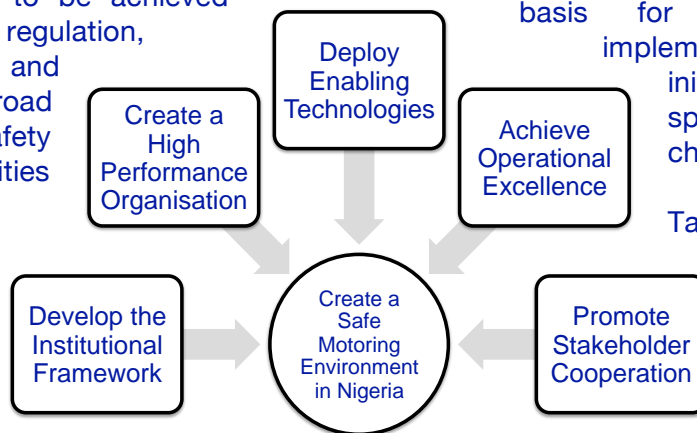 to be achieved
regulation,
and
road
safety
ities
basis for
implem
ini
sp
ch
Ta
Deploy
Enabling
Technologies
Create a
High
Performance
Organisation
Achieve
Operational
Excellence
Develop the
Institutional
Framework
Create a
Safe
Motoring
Environment
in Nigeria
Promote
Stakeholder
Cooperation